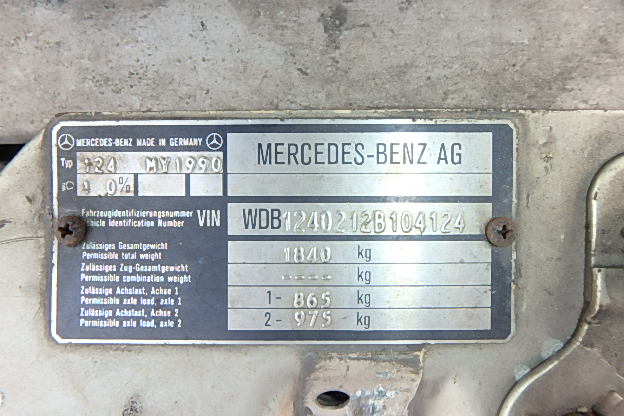 MERCEDES-BENZ MADE IN GERMANY
MERCEDES-BENZ AG
Typ 124 MY1990
.0%
Fahrzeugidentifizierungsnummer
Vehicle Identification Number
VIN WDB1240212B104124
Zulässiges Gesamtgewicht
Permissible total weight
1840 kg
Zulässiges Zug-Gesamtgewicht
Permissible combination weight
---- kg
Zulässige Achslast, Achse 1
Permissible axle load, axle 1
1- 865 kg
Zulässige Achslast, Achse 2
Permissible axle load, axle 2
2- 975 kg